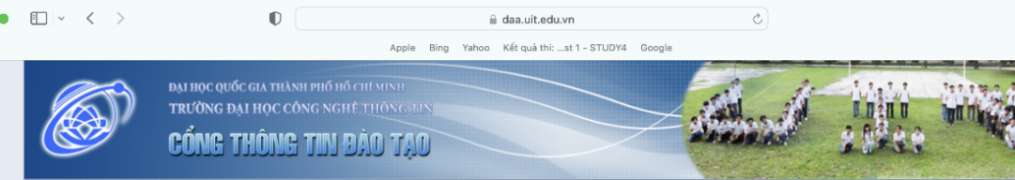 daa.uit.edu.vn
Apple Bing Yahoo Kết quả thi: ...st 1 - STUDY4 Google
ĐẠI HỌC QUỐC GIA THÀNH PHỐ HỒ CHÍ MINH
TRƯỜNG ĐẠI HỌC CÔNG NGHỆ THÔNG TIN
CỔNG THÔNG TIN ĐÀO TẠO